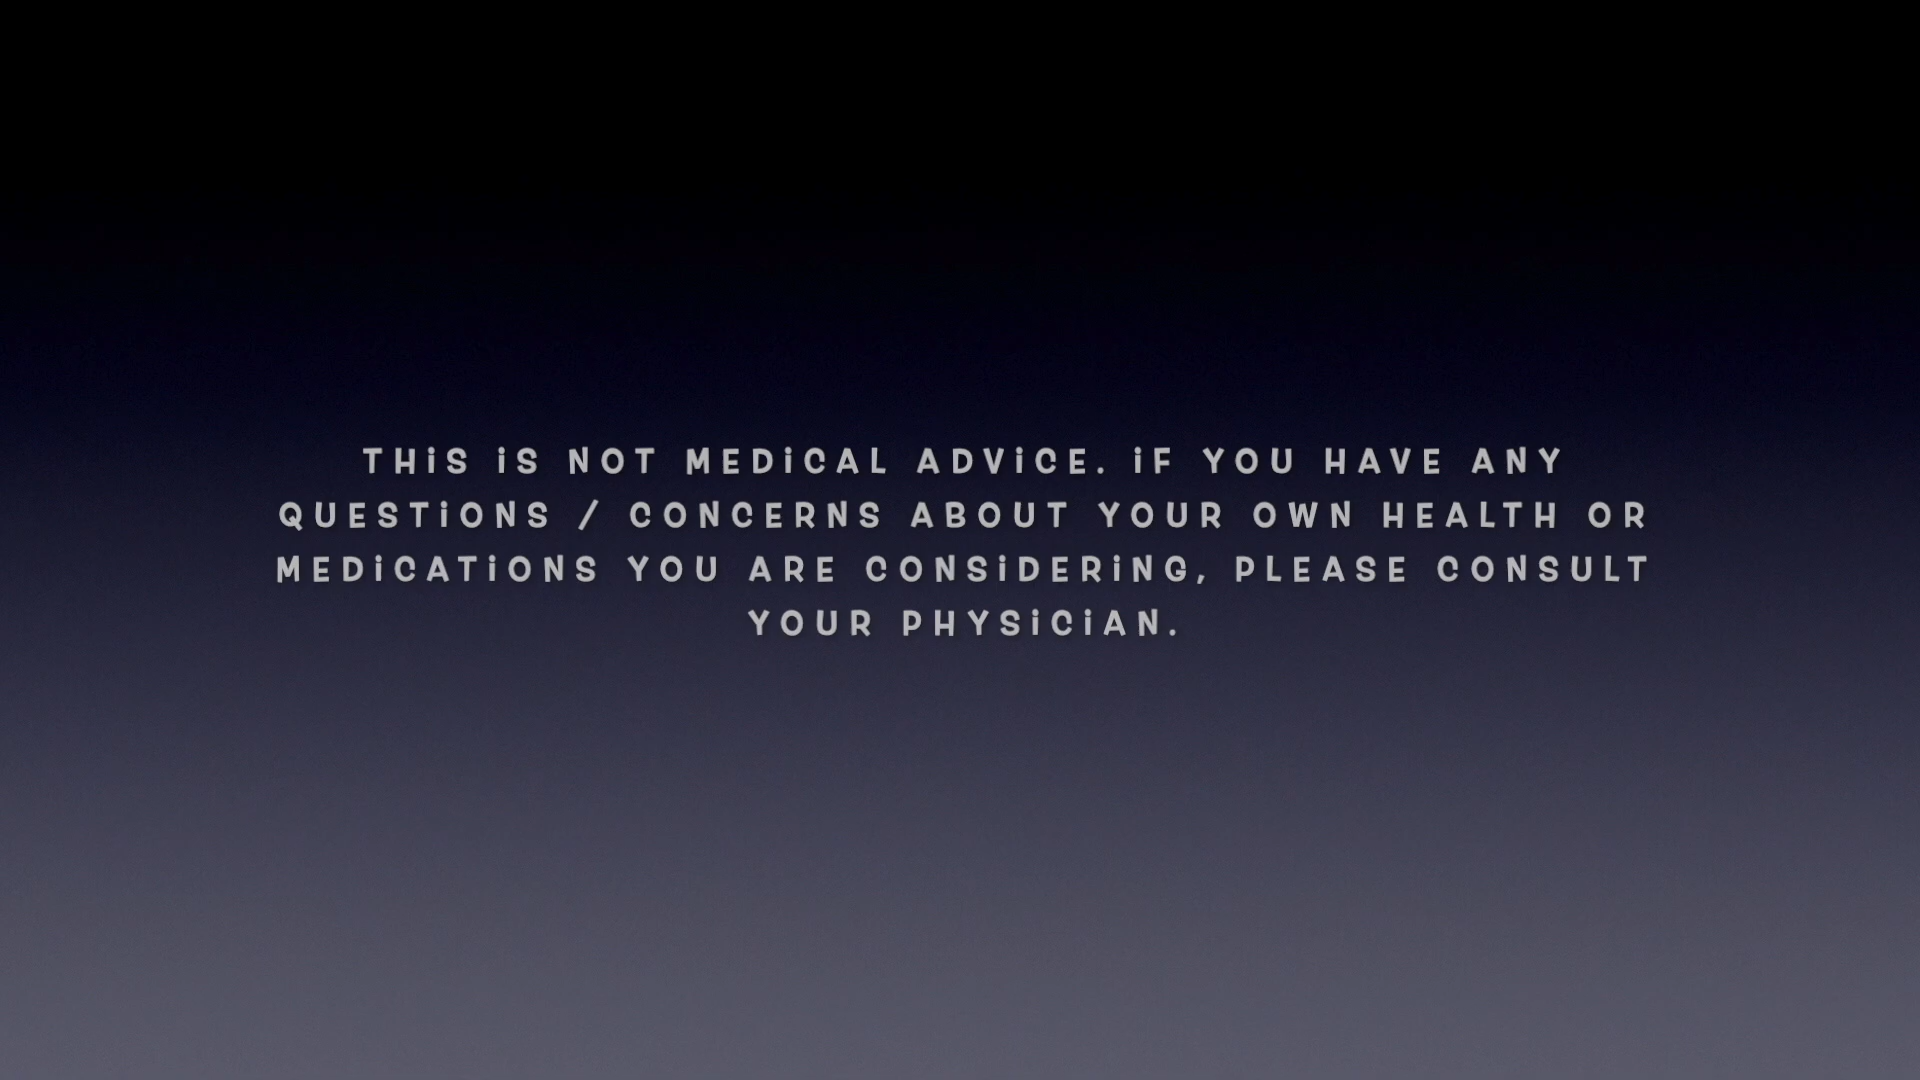 THiS iS NOT MEDiCAL ADViCE. iF YOU HAVE ANY
QUESTiONS / CONCERNS ABOUT YOUR OWN HEALTH OR
MEDiCATiONS YOU ARE CONSiDERiNG, PLEASE CONSULT
YOUR PHYSiCiAN.